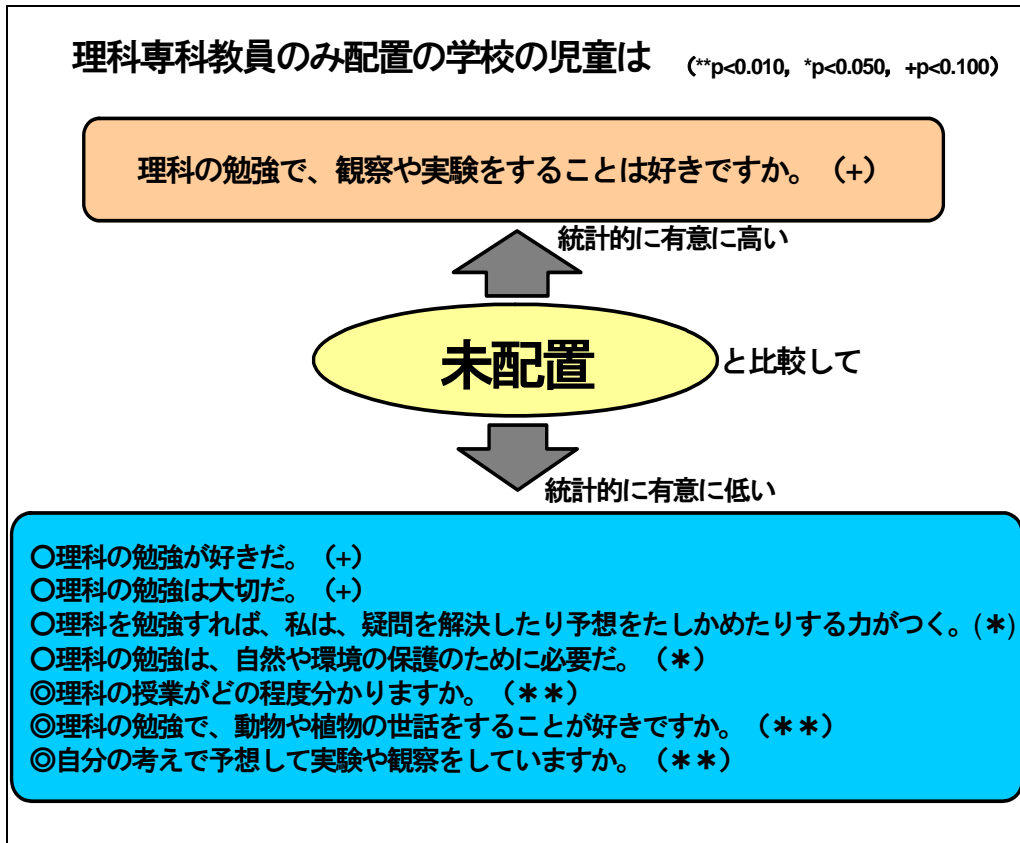 理科専科教員のみ配置の学校の児童は (**p<0.010, *p<0.050, +p<0.100)
理科の勉強で、観察や実験をすることは好きですか。（+）
統計的に有意に高い
未配置 と比較して
統計的に有意に低い
○理科の勉強が好きだ。（+）
○理科の勉強は大切だ。（+）
○理科を勉強すれば、私は、疑問を解決したり予想をたしかめたりする力がつく。(＊)
○理科の勉強は、自然や環境の保護のために必要だ。（＊）
◎理科の授業がどの程度分かりますか。（＊＊）
◎理科の勉強で、動物や植物の世話をすることが好きですか。（＊＊）
◎自分の考えで予想して実験や観察をしていますか。（＊＊）